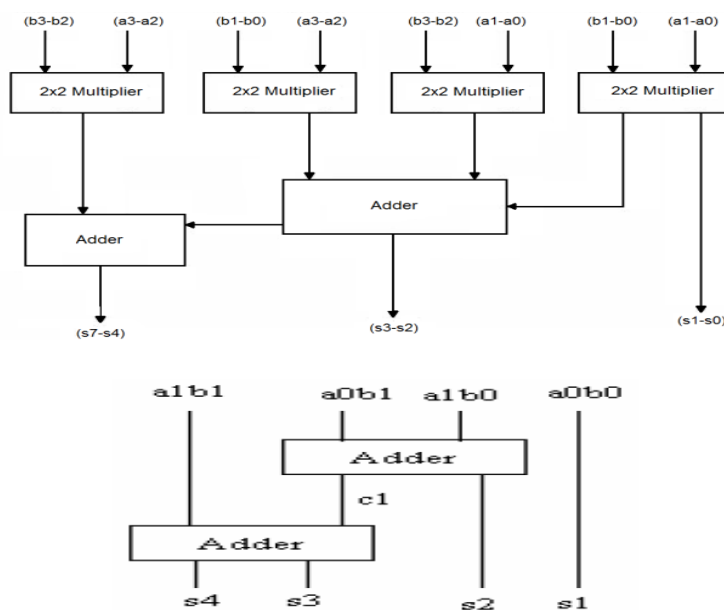 (b3-b2) (a3-a2) (b1-b0) (a3-a2) (b3-b2) (a1-a0) (b1-b0) (a1-a0)
2x2 Multiplier 2x2 Multiplier 2x2 Multiplier 2x2 Multiplier
Adder
Adder
(s7-s4) (s3-s2) (s1-s0)
a1b1 a0b1 a1b0 a0b0
Adder
c1
Adder
s4 s3 s2 s1